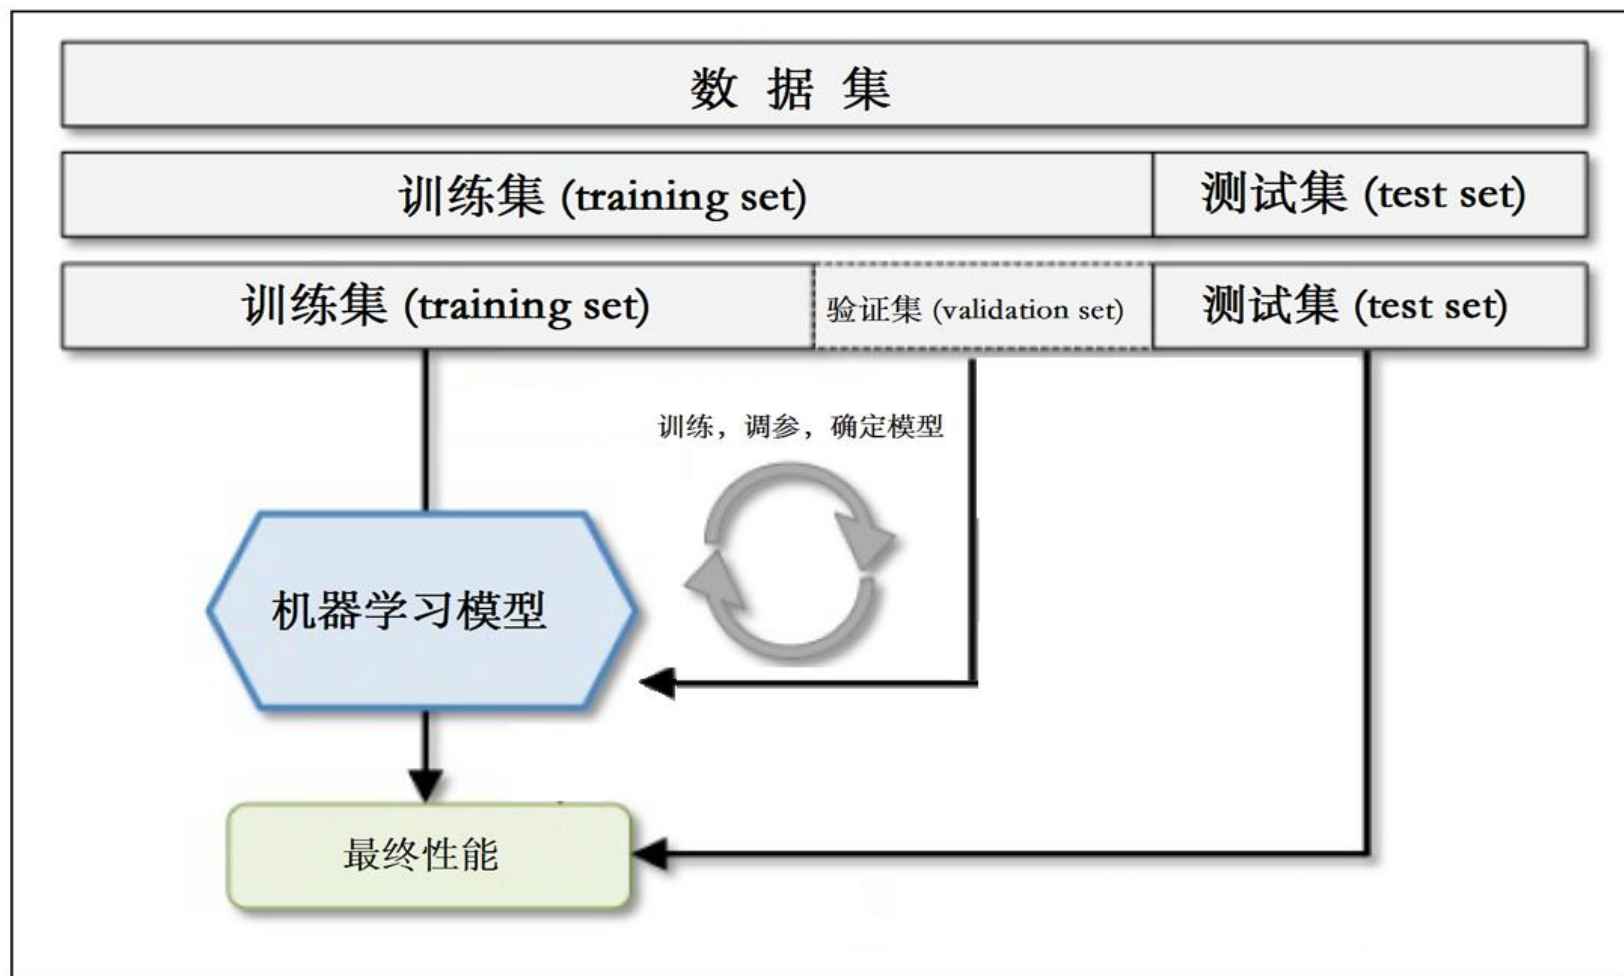 数 据 集
训练集 (training set)
测试集 (test set)
训练集 (training set)
验证集 (validation set)
测试集 (test set)
训练，调参，确定模型
机器学习模型
最终性能